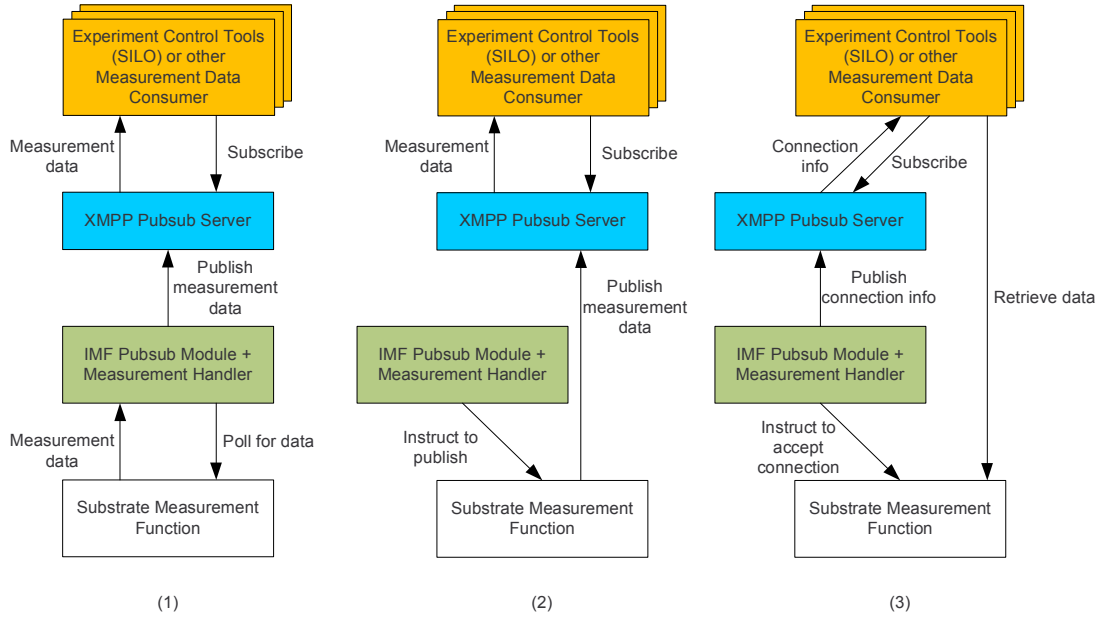 Experiment Control Tools
(SILO) or other
Measurement Data
Consumer
Measurement
data
Subscribe
XMPP Pubsub Server
Publish
measurement
data
IMF Pubsub Module +
Measurement Handler
Measurement
data
Poll for data
Substrate Measurement
Function
(1)
Experiment Control Tools
(SILO) or other
Measurement Data
Consumer
Measurement
data
Subscribe
XMPP Pubsub Server
Publish
measurement
data
IMF Pubsub Module +
Measurement Handler
Instruct to
publish
Substrate Measurement
Function
(2)
Experiment Control Tools
(SILO) or other
Measurement Data
Consumer
Connection
info
Subscribe
XMPP Pubsub Server
Publish
connection info
Retrieve data
IMF Pubsub Module +
Measurement Handler
Instruct to
accept
connection
Substrate Measurement
Function
(3)